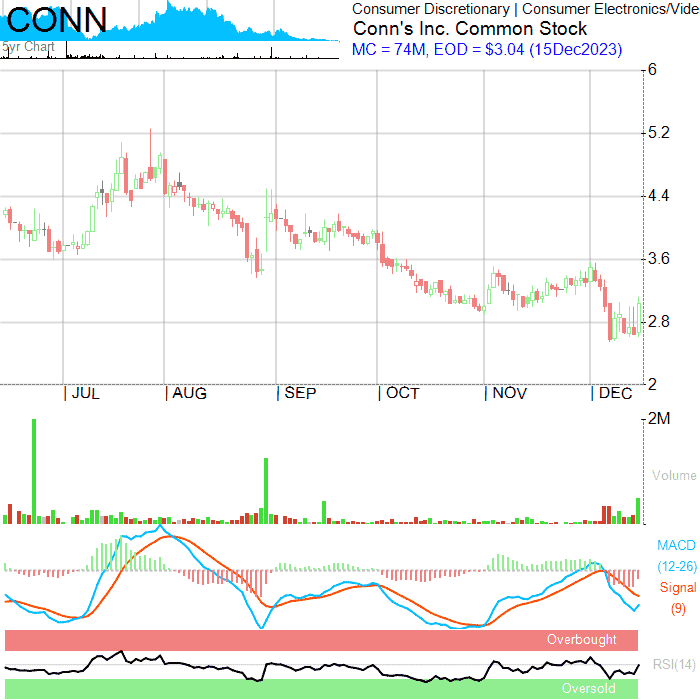 CONN
5yr Chart
Consumer Discretionary | Consumer Electronics/Vide
Conn's Inc. Common Stock
MC = 74M, EOD = $3.04 (15Dec2023)
6
5.2
4.4
3.6
2.8
2
JUL
AUG
SEP
OCT
NOV
DEC
2M
Volume
MACD
(12-26)
Signal
(9)
Overbought
RSI(14)
Oversold